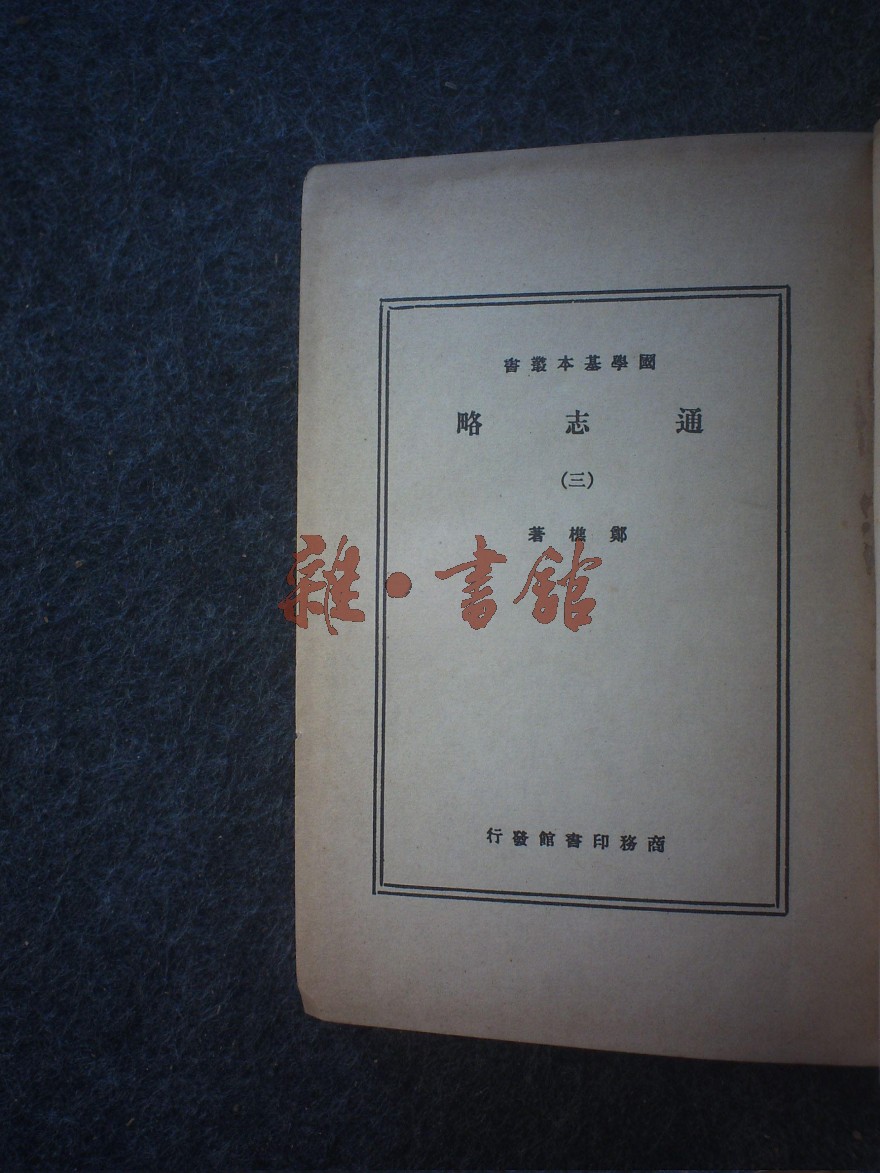 國學基本叢書
通志略
(三)
鄭樵著
雜·書館
商務印書館發行